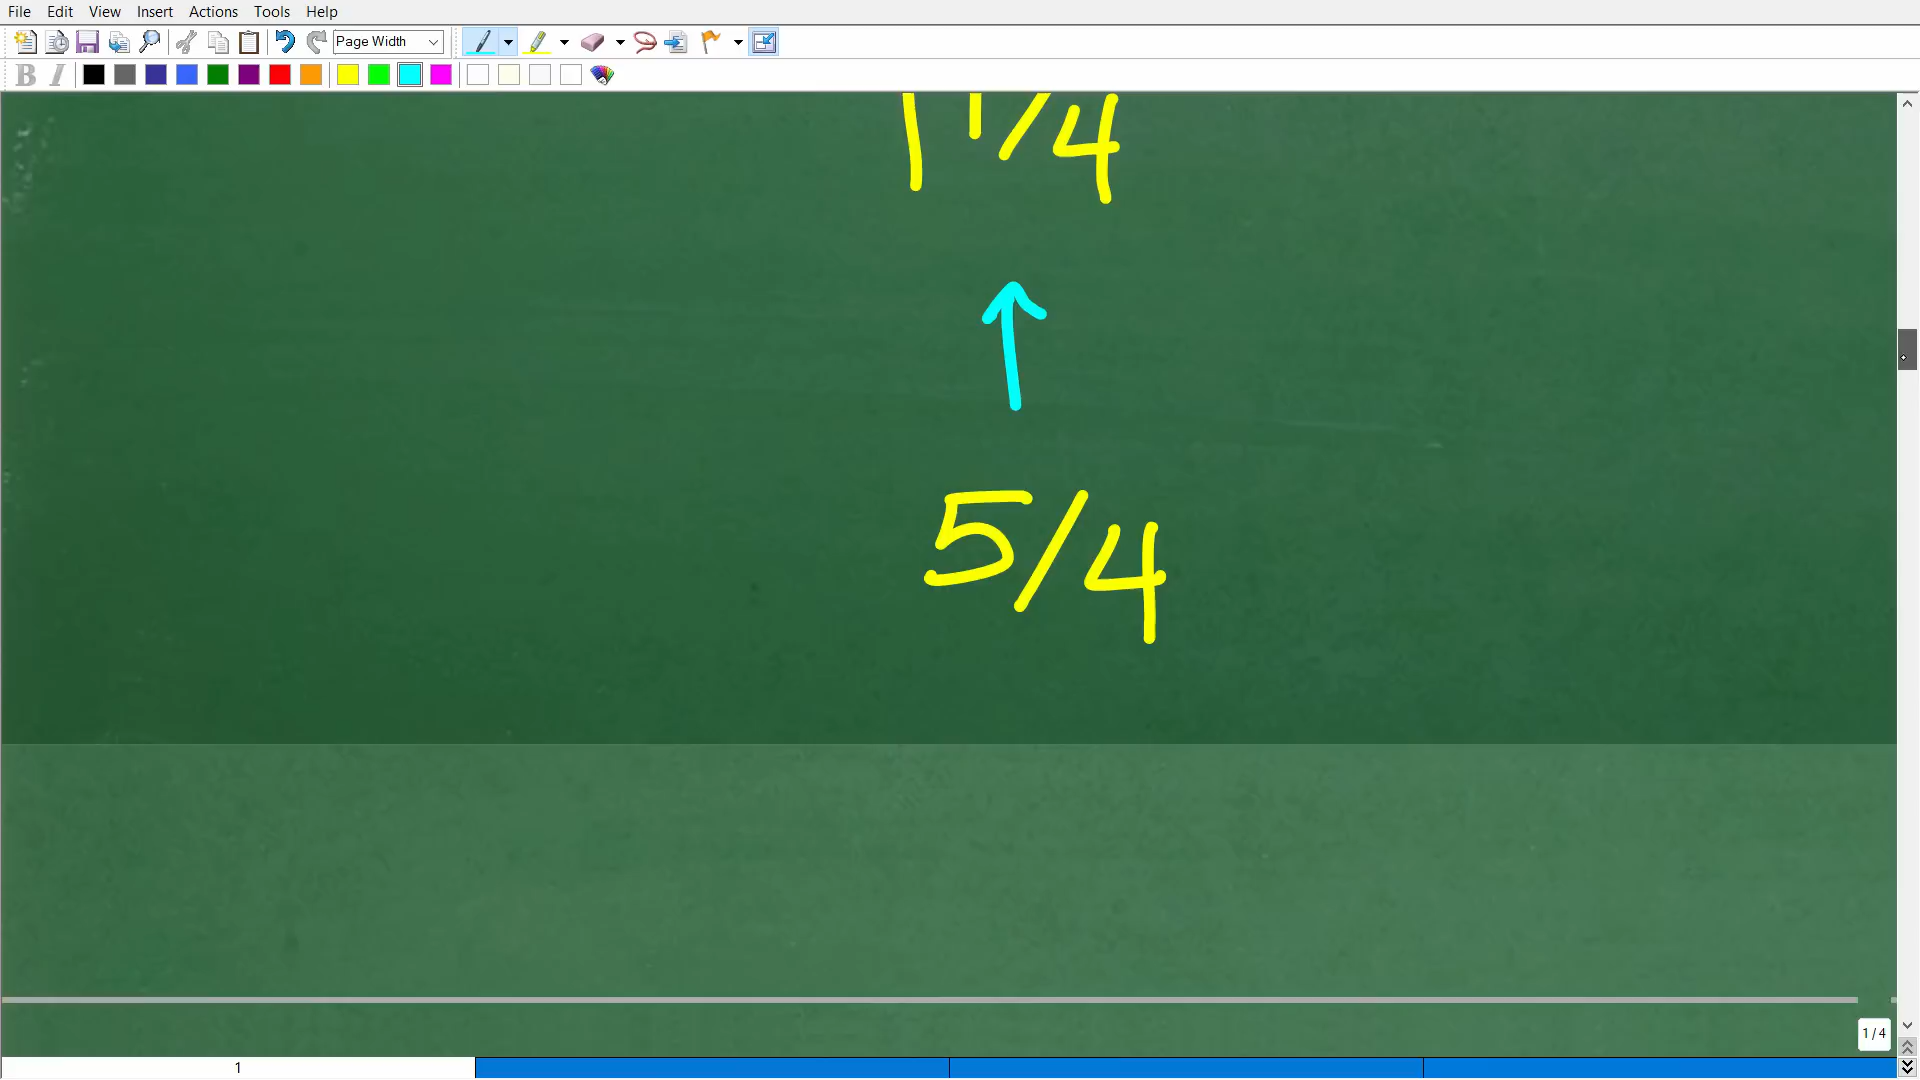 File Edit View Insert Actions Tools Help
Page Width
B I
1 1/4
5/4
1 / 4
1